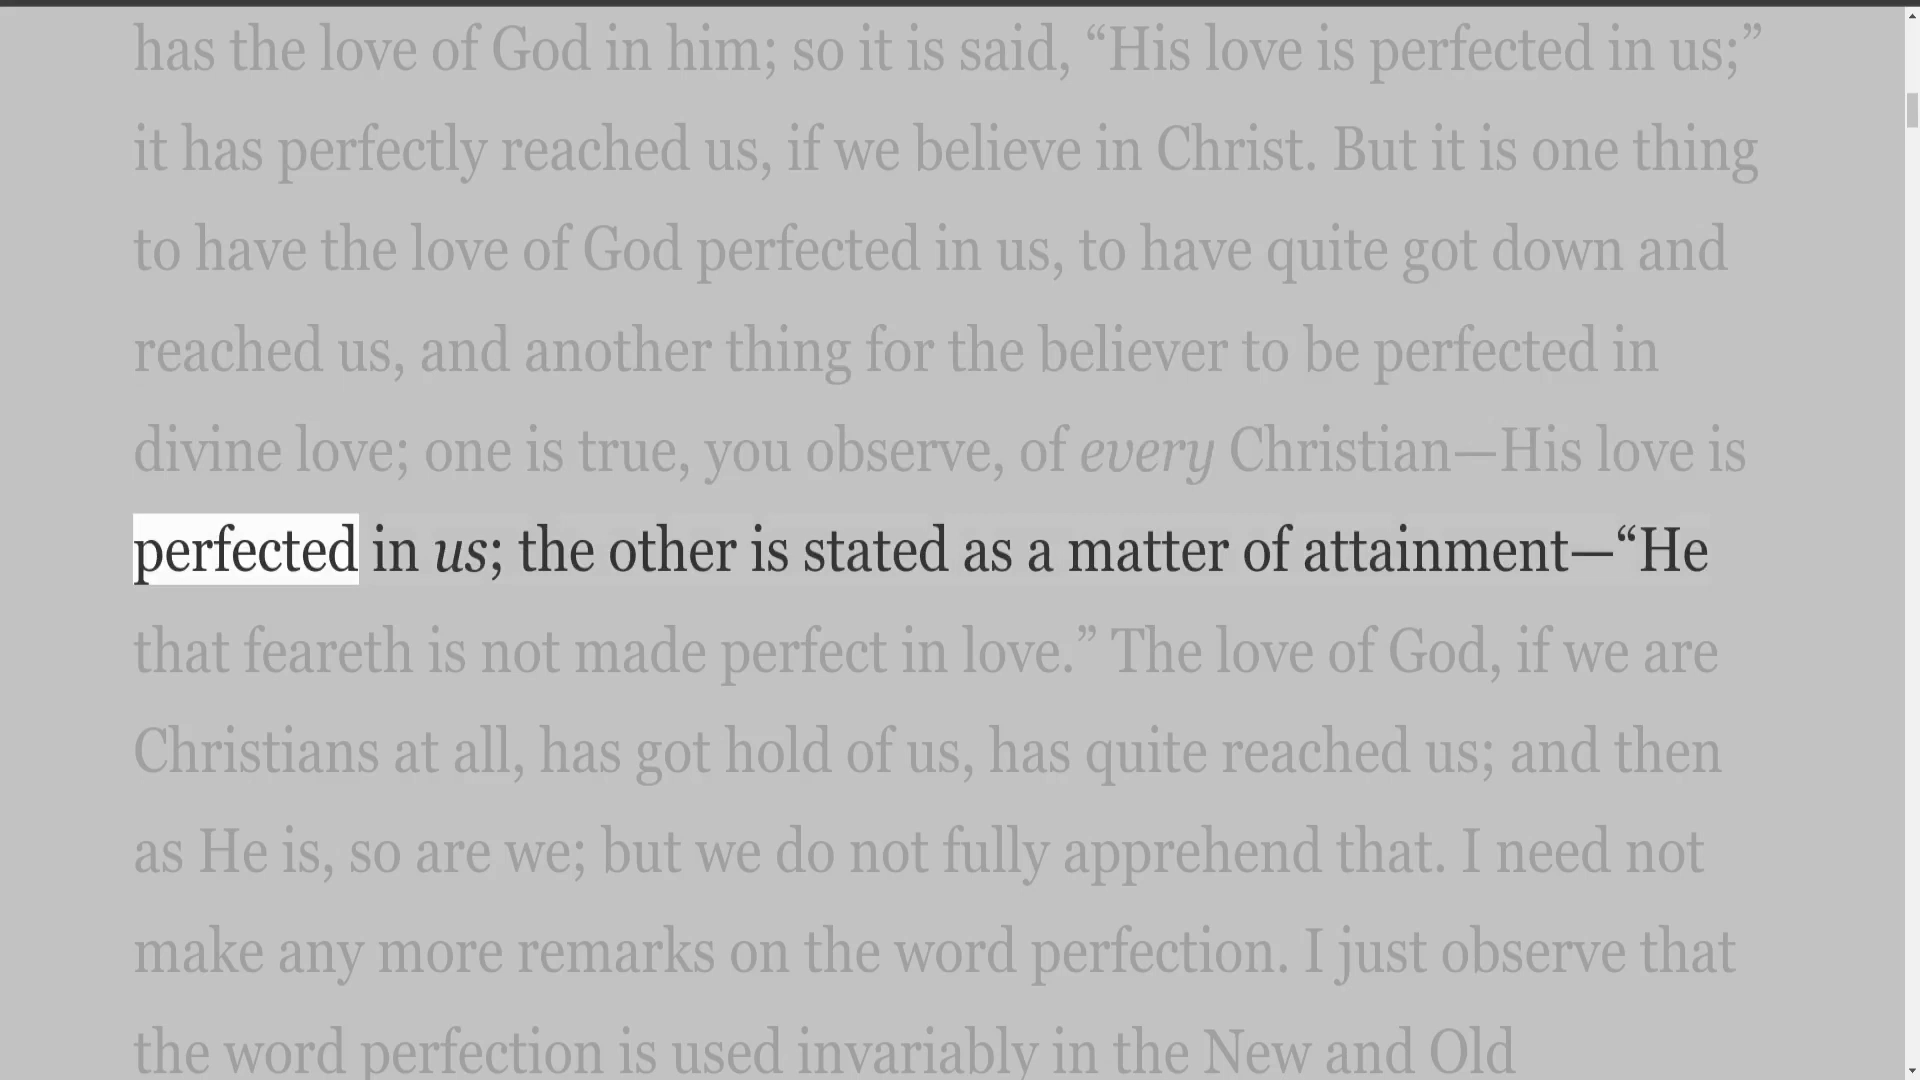 has the love of God in him; so it is said, “His love is perfected in us;”
it has perfectly reached us, if we believe in Christ. But it is one thing
to have the love of God perfected in us, to have quite got down and
reached us, and another thing for the believer to be perfected in
divine love; one is true, you observe, of every Christian—His love is
perfected in us; the other is stated as a matter of attainment—“He
that feareth is not made perfect in love.” The love of God, if we are
Christians at all, has got hold of us, has quite reached us; and then
as He is, so are we; but we do not fully apprehend that. I need not
make any more remarks on the word perfection. I just observe that
the word perfection is used invariably in the New and Old